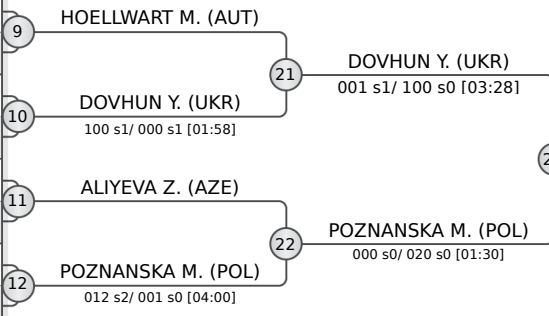 HOELLWART M. (AUT)
9
DOVHUN Y. (UKR)
21
001 s1/ 100 s0 [03:28]
DOVHUN Y. (UKR)
10
100 s1/ 000 s1 [01:58]
2
ALIYEVA Z. (AZE)
11
POZNANSKA M. (POL)
22
000 s0/ 020 s0 [01:30]
POZNANSKA M. (POL)
12
012 s2/ 001 s0 [04:00]